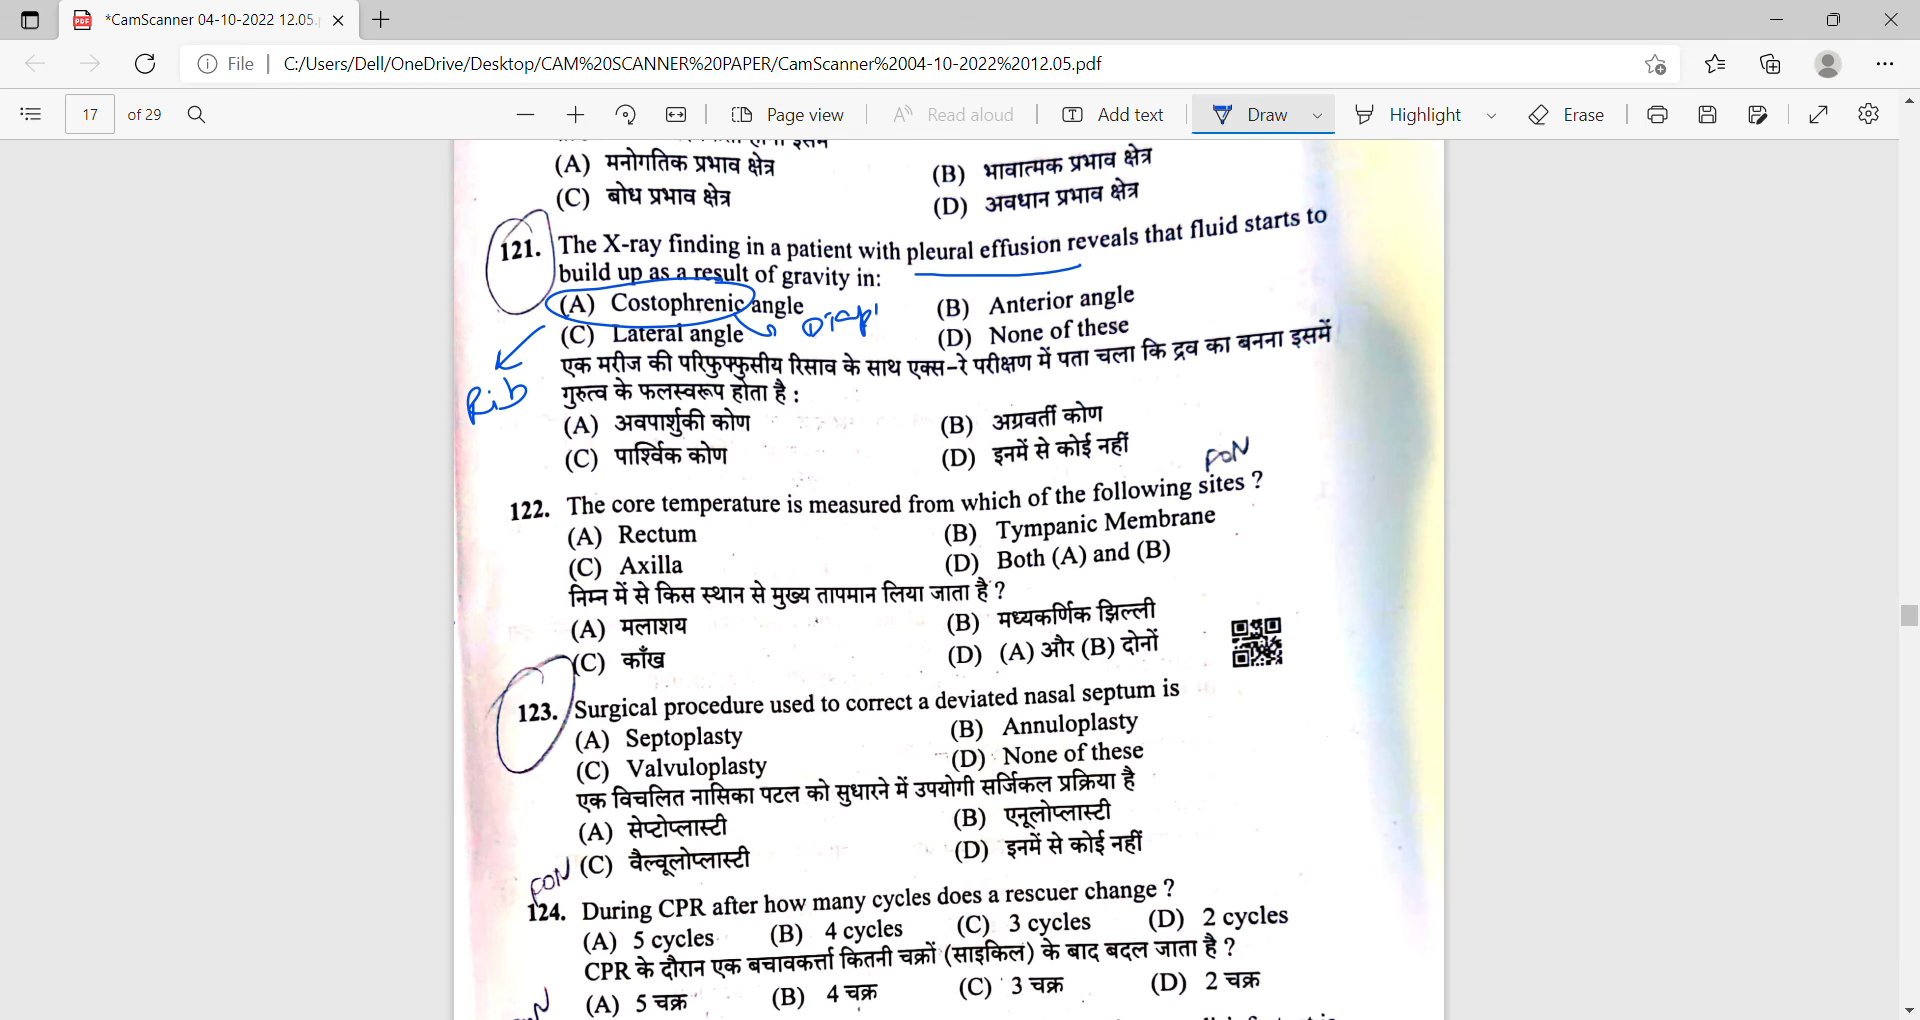 *CamScanner 04-10-2022 12.05.
File C:/Users/Dell/OneDrive/Desktop/CAM%20SCANNER%20PAPER/CamScanner%2004-10-2022%2012.05.pdf
17 of 29 Page view Read aloud Add text Draw Highlight Erase
(A) मनोगतिक प्रभाव क्षेत्र (B) भावात्मक प्रभाव क्षेत्र
(C) बोध प्रभाव क्षेत्र (D) अवधान प्रभाव क्षेत्र
121. The X-ray finding in a patient with pleural effusion reveals that fluid starts to
build up as a result of gravity in:
(A) Costophrenic angle (B) Anterior angle
(C) Lateral angle (D) None of these
Rib
एक मरीज की परिफुफ्फुसीय रिसाव के साथ एक्स-रे परीक्षण में पता चला कि द्रव का बनना इसमें
गुरुत्व के फलस्वरूप होता है :
(A) अवपार्शुकी कोण (B) अग्रवर्ती कोण
(C) पार्श्विक कोण (D) इनमें से कोई नहीं
FON
122. The core temperature is measured from which of the following sites ?
(A) Rectum (B) Tympanic Membrane
(C) Axilla (D) Both (A) and (B)
निम्न में से किस स्थान से मुख्य तापमान लिया जाता है ?
(A) मलाशय (B) मध्यकर्णिक झिल्ली
(C) काँख (D) (A) और (B) दोनों
123. Surgical procedure used to correct a deviated nasal septum is
(A) Septoplasty (B) Annuloplasty
(C) Valvuloplasty (D) None of these
एक विचलित नासिका पटल को सुधारने में उपयोगी सर्जिकल प्रक्रिया है
(A) सेप्टोप्लास्टी (B) एनूलोप्लास्टी
(C) वैल्वूलोप्लास्टी (D) इनमें से कोई नहीं
FON
124. During CPR after how many cycles does a rescuer change ?
(A) 5 cycles (B) 4 cycles (C) 3 cycles (D) 2 cycles
CPR के दौरान एक बचावकर्त्ता कितनी चक्रों (साइकिल) के बाद बदल जाता है ?
(A) 5 चक्र (B) 4 चक्र (C) 3 चक्र (D) 2 चक्र